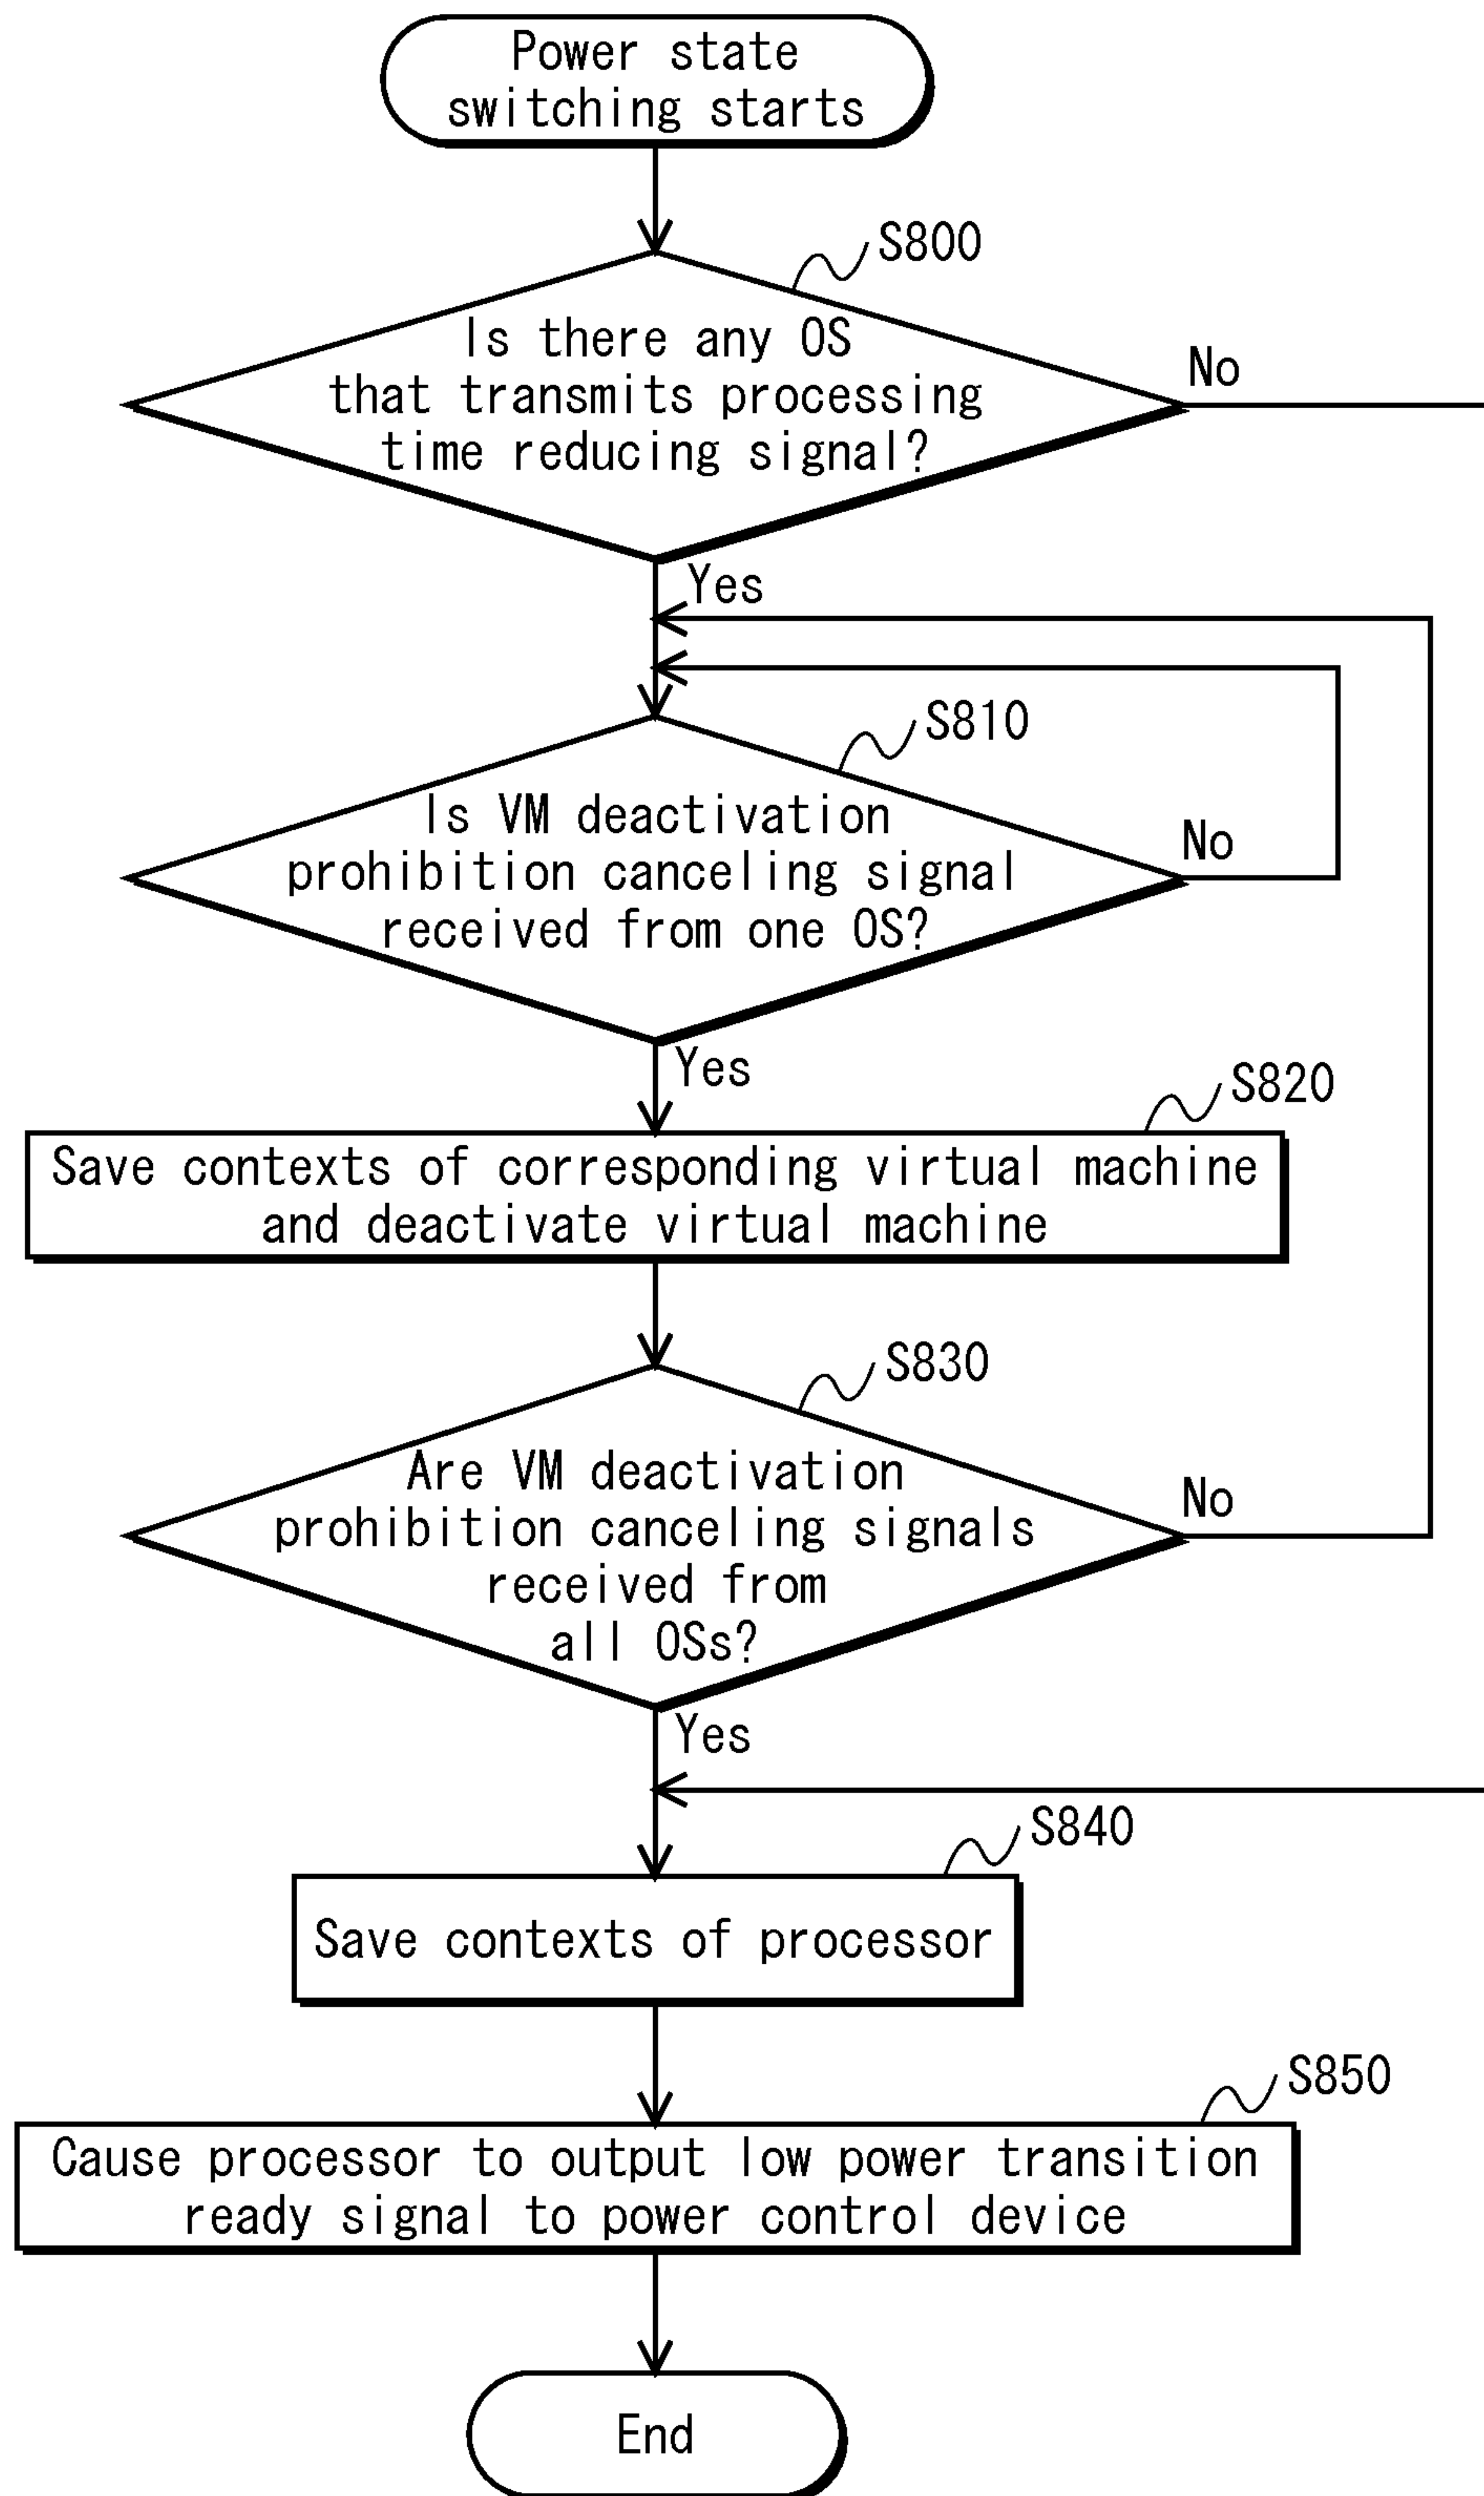 Power state
switching starts
S800
Is there any OS
that transmits processing
time reducing signal?
No
Yes
S810
Is VM deactivation
prohibition canceling signal
received from one OS?
No
Yes
S820
Save contexts of corresponding virtual machine
and deactivate virtual machine
S830
Are VM deactivation
prohibition canceling signals
received from
all OSs?
No
Yes
S840
Save contexts of processor
S850
Cause processor to output low power transition
ready signal to power control device
End